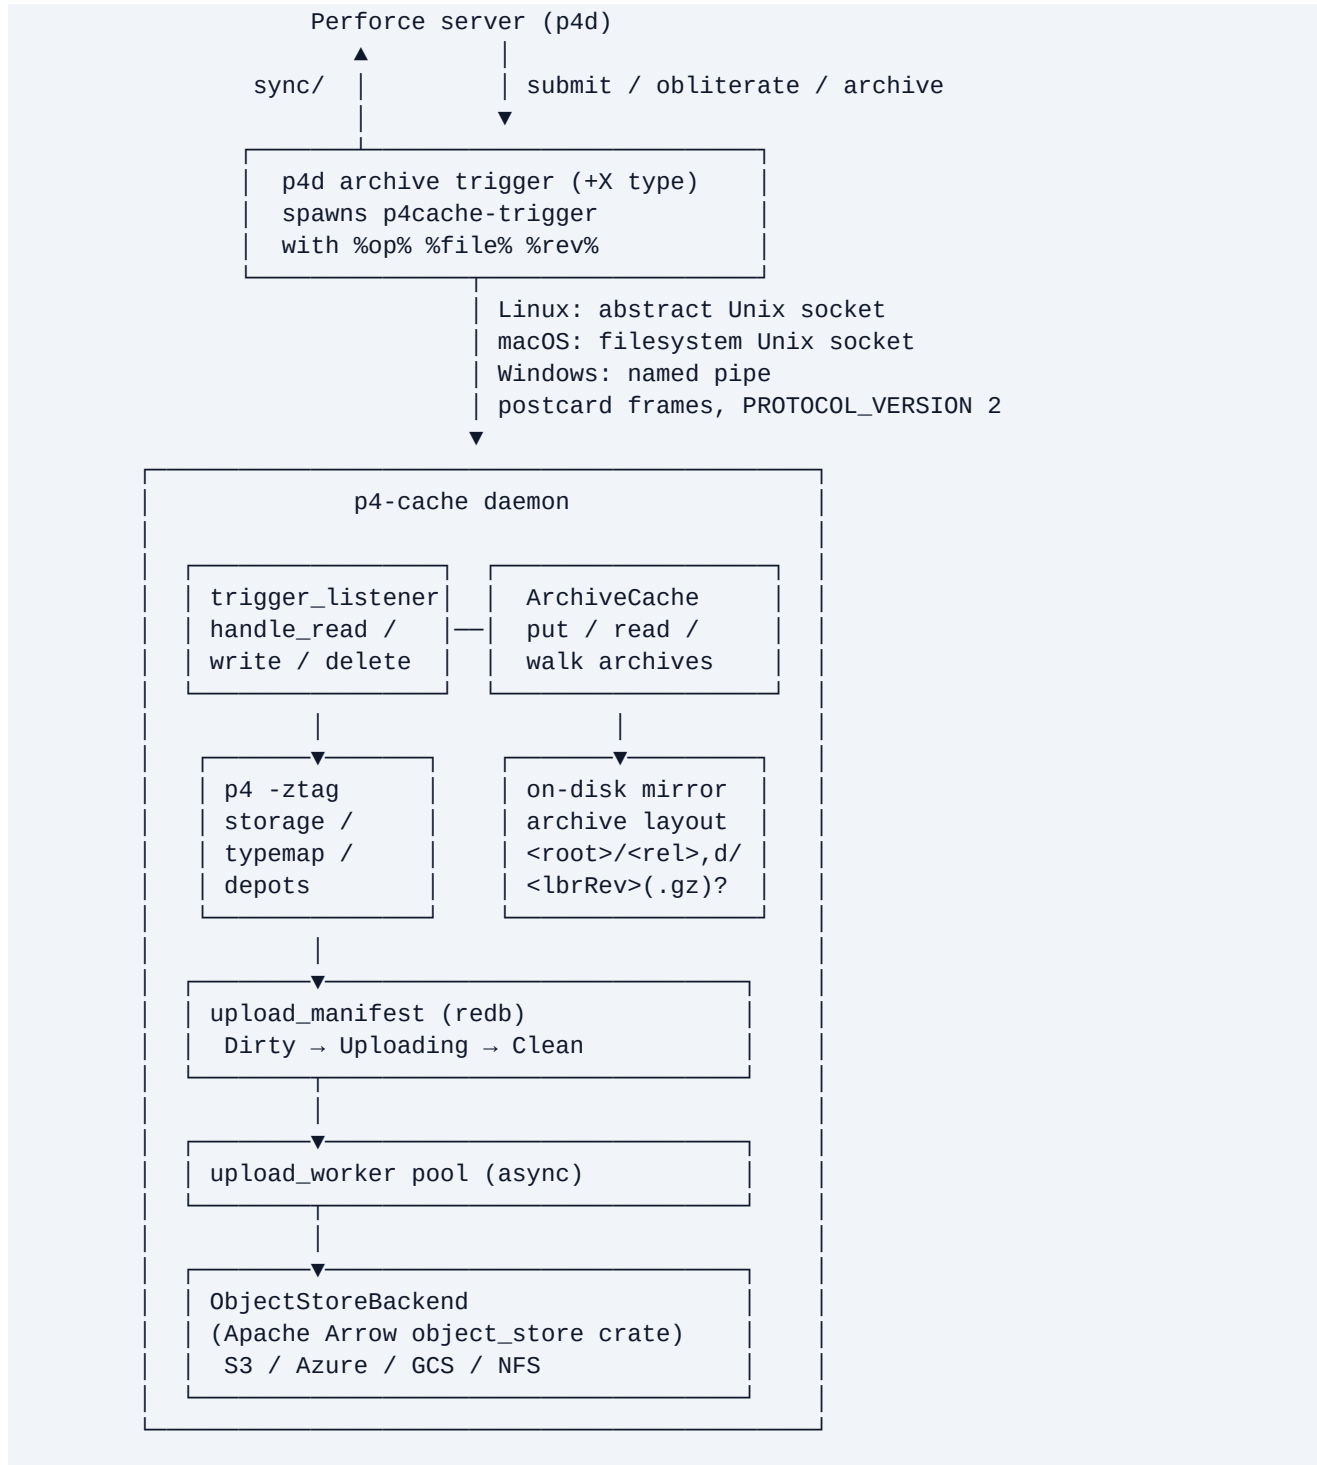 Perforce server (p4d)
sync/
submit / obliterate / archive
p4d archive trigger (+X type)
spawns p4cache-trigger
with %op% %file% %rev%
Linux: abstract Unix socket
macOS: filesystem Unix socket
Windows: named pipe
postcard frames, PROTOCOL_VERSION 2
p4-cache daemon
trigger_listener
handle_read /
write / delete
ArchiveCache
put / read /
walk archives
p4 -ztag
storage /
typemap /
depots
on-disk mirror
archive layout
<root>/<rel>,d/
<lbrRev>(.gz)?
upload_manifest (redb)
Dirty → Uploading → Clean
upload_worker pool (async)
ObjectStoreBackend
(Apache Arrow object_store crate)
S3 / Azure / GCS / NFS